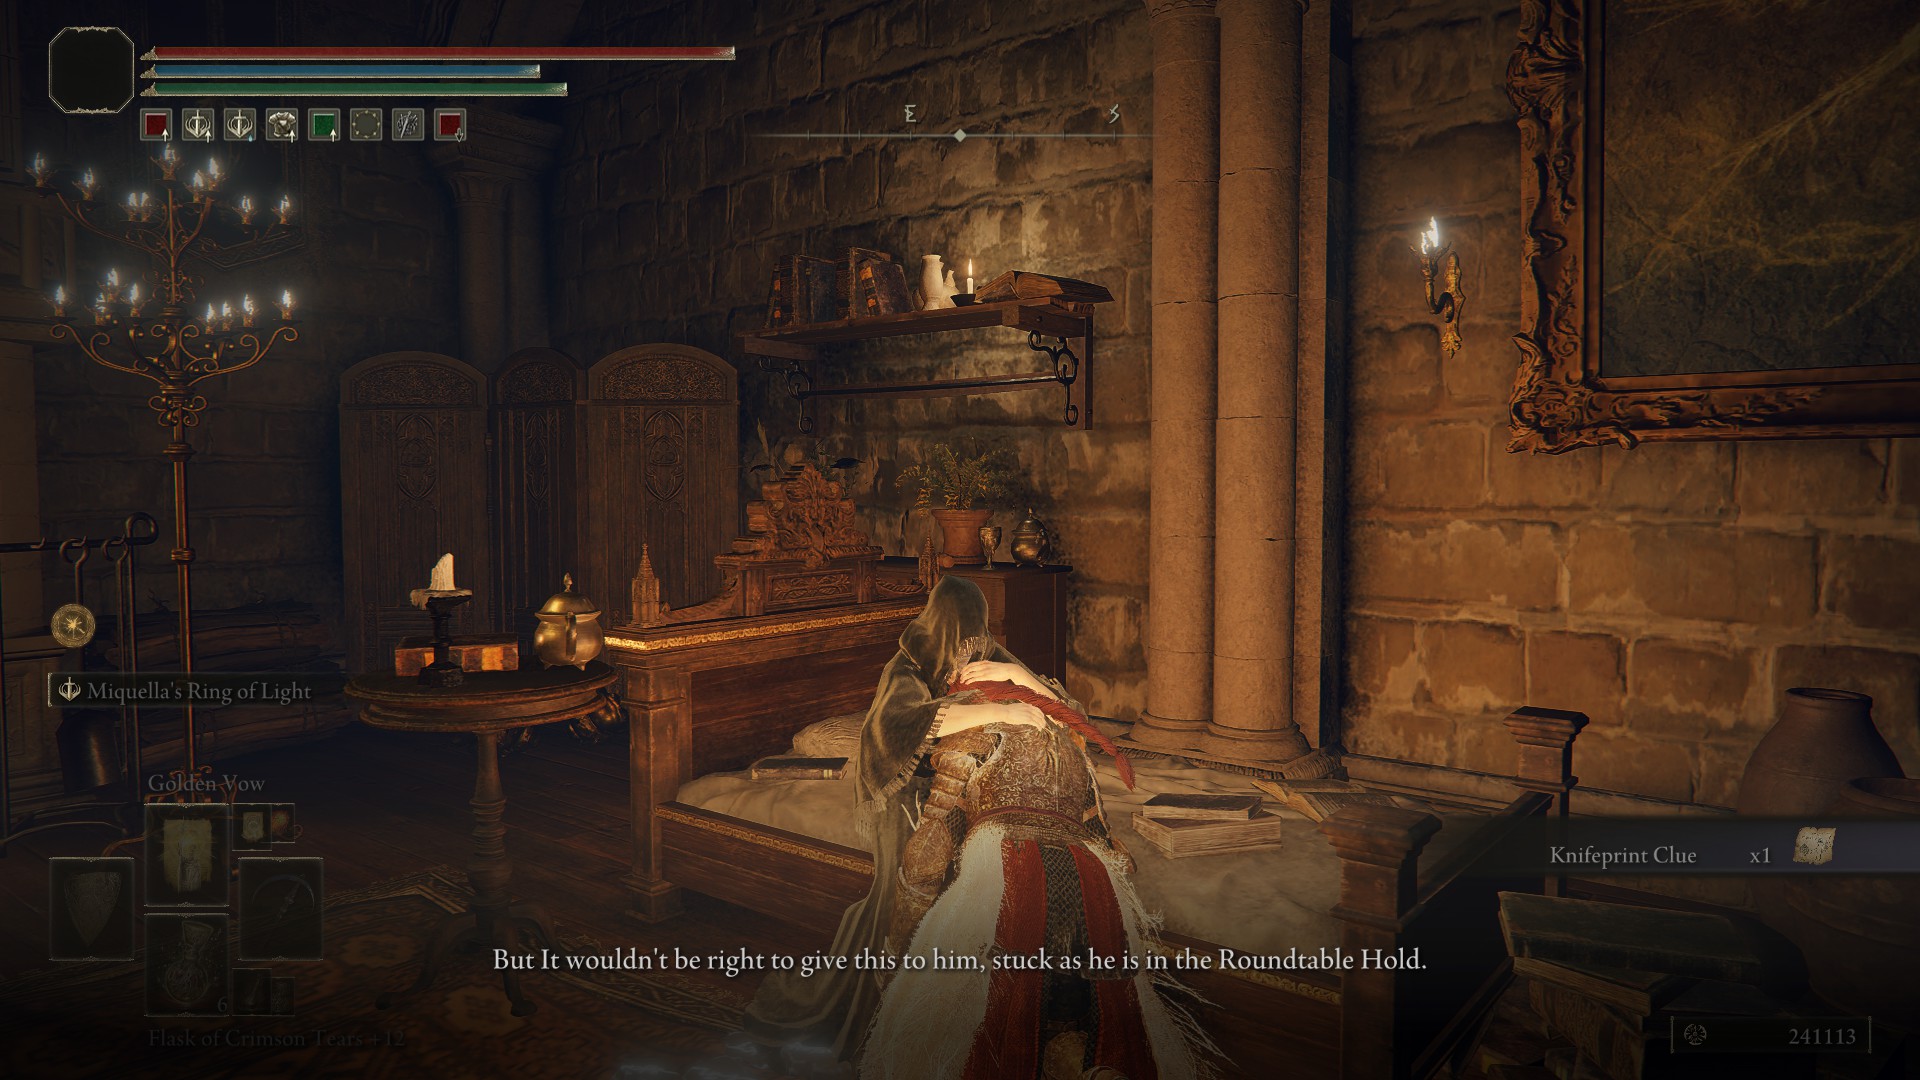 E
S
Miquella's Ring of Light
Golden Vow
Knifeprint Clue x1
But It wouldn't be right to give this to him, stuck as he is in the Roundtable Hold.
6
Flask of Crimson Tears +12
241113